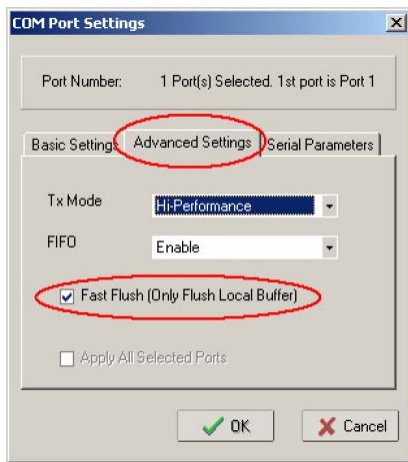 COM Port Settings
Port Number: 1 Port(s) Selected. 1st port is Port 1
Basic Settings Advanced Settings Serial Parameters
Tx Mode Hi-Performance
FIFO Enable
Fast Flush (Only Flush Local Buffer)
Apply All Selected Ports
OK Cancel